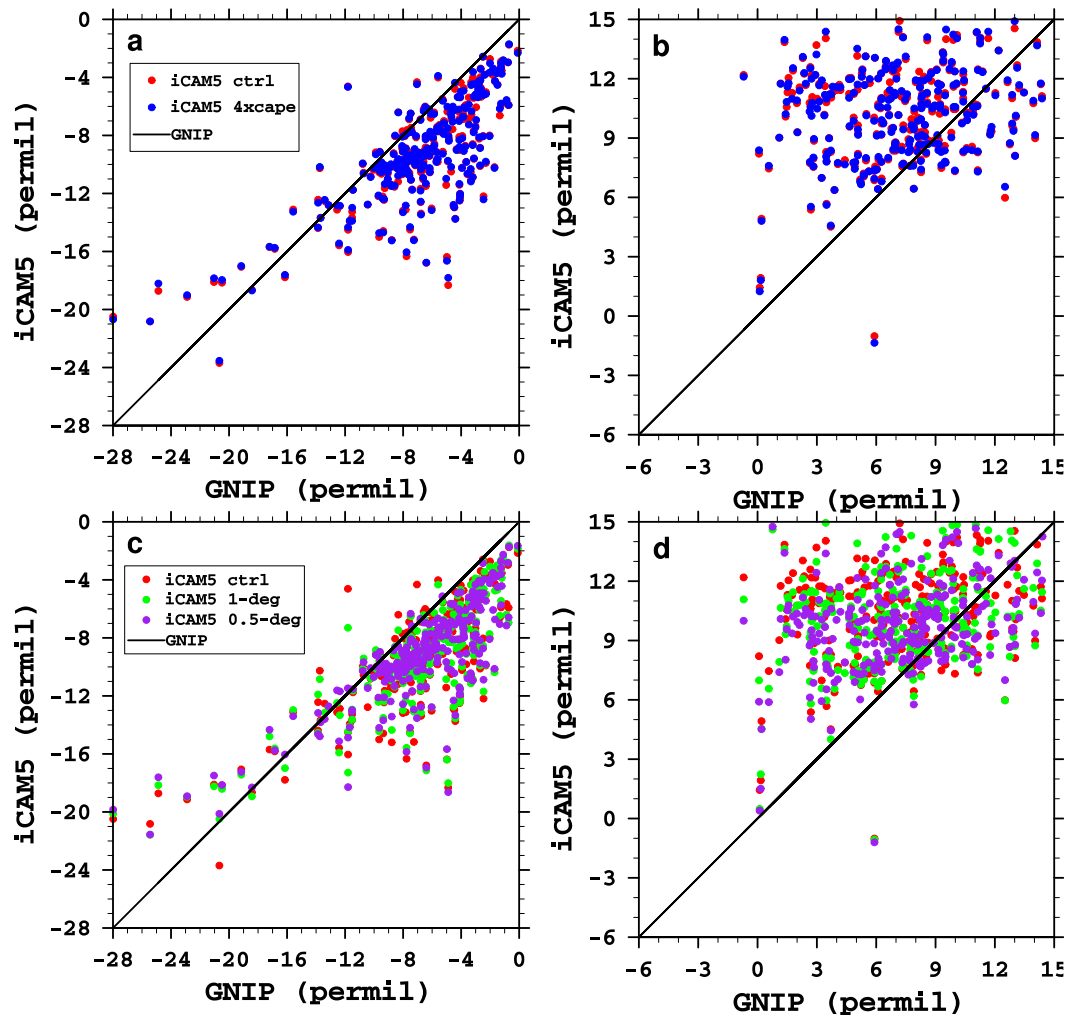 a
iCAM5 ctrl
iCAM5 4xcape
GNIP
0
-4
-8
-12
-16
-20
-24
-28
iCAM5 (permil)
-28 -24 -20 -16 -12 -8 -4 0
GNIP (permil)
b
15
12
9
6
3
0
-3
-6
iCAM5 (permil)
-6 -3 0 3 6 9 12 15
GNIP (permil)
c
iCAM5 ctrl
iCAM5 1-deg
iCAM5 0.5-deg
GNIP
0
-4
-8
-12
-16
-20
-24
-28
iCAM5 (permil)
-28 -24 -20 -16 -12 -8 -4 0
GNIP (permil)
d
15
12
9
6
3
0
-3
-6
iCAM5 (permil)
-6 -3 0 3 6 9 12 15
GNIP (permil)